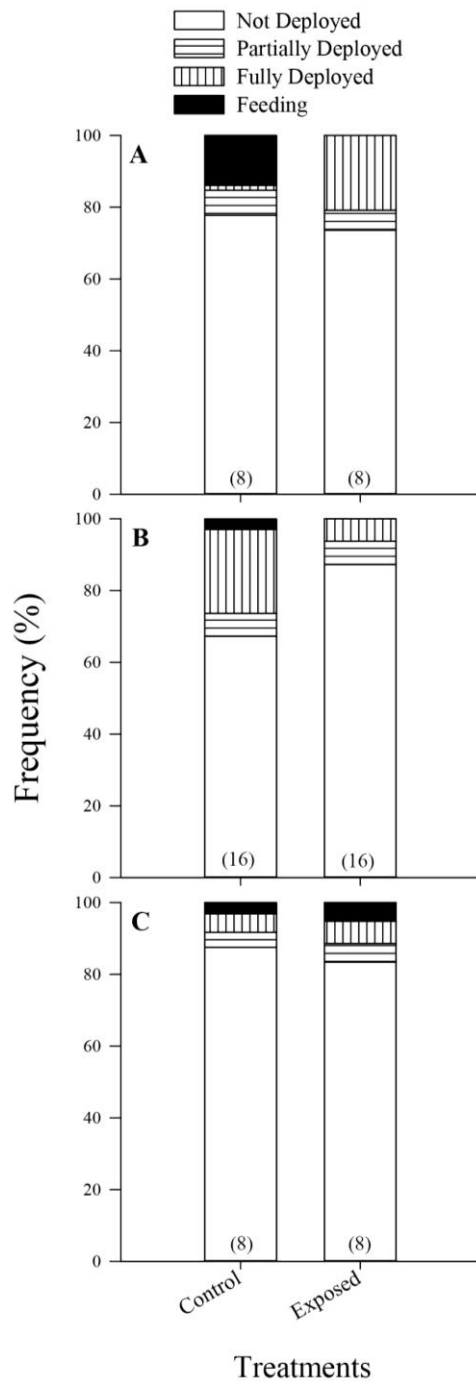 Not Deployed
Partially Deployed
Fully Deployed
Feeding
A
100
80
60
40
20
0
(8) (8)
B
100
80
60
40
20
0
(16) (16)
C
100
80
60
40
20
0
(8) (8)
Frequency (%)
Control Exposed
Treatments